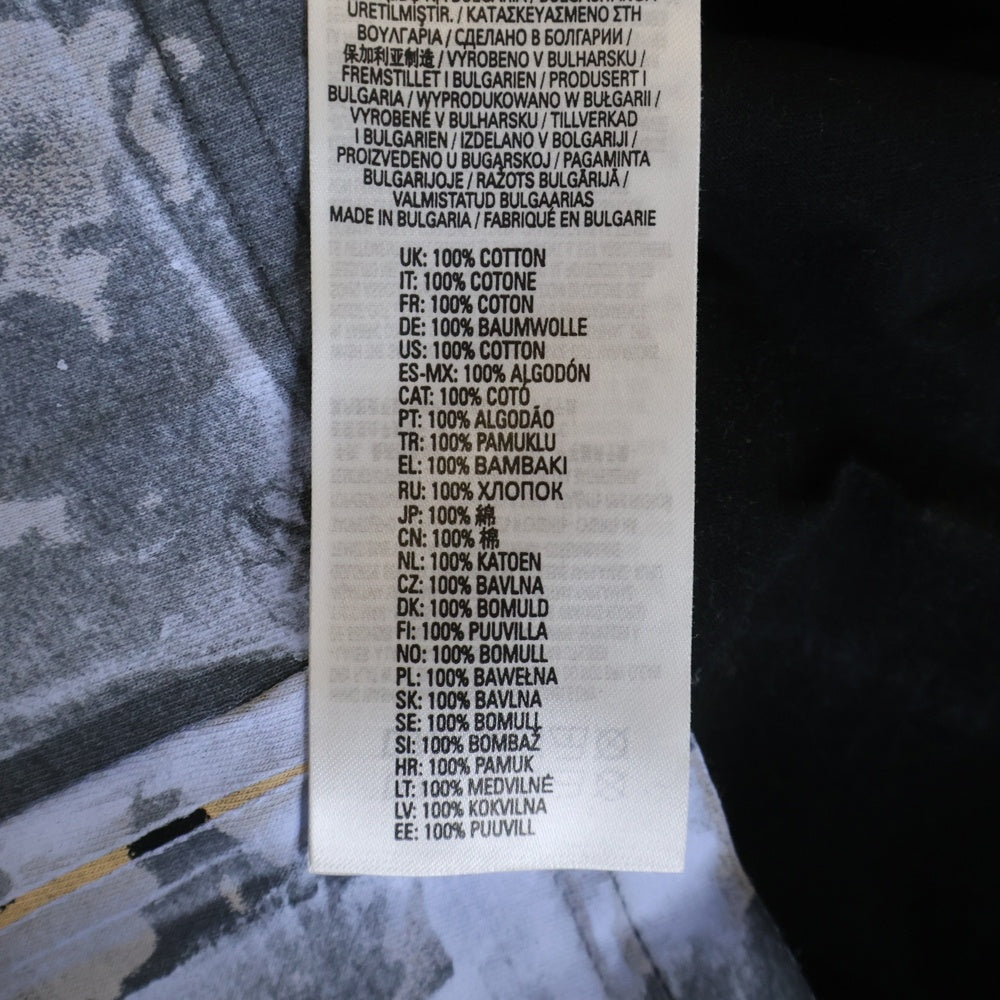 ÜRETİLMİŞTİR. / ΚΑΤΑΣΚΕΥΑΣΜΕΝΟ ΣΤΗ
ΒΟΥΛΓΑΡΙΑ / СДЕЛАНО В БОЛГАРИИ /
保加利亚制造 / VYROBENO V BULHARSKU /
FREMSTILLET I BULGARIEN / PRODUSERT I
BULGARIA / WYPRODUKOWANO W BUŁGARII /
VYROBENÉ V BULHARSKU / TILLVERKAD
I BULGARIEN / IZDELANO V BOLGARIJI /
PROIZVEDENO U BUGARSKOJ / PAGAMINTA
BULGARIJOJE / RAŽOTS BULGĀRIJĀ /
VALMISTATUD BULGAARIAS
MADE IN BULGARIA / FABRIQUÉ EN BULGARIE
UK: 100% COTTON
IT: 100% COTONE
FR: 100% COTON
DE: 100% BAUMWOLLE
US: 100% COTTON
ES-MX: 100% ALGODÓN
CAT: 100% COTÓ
PT: 100% ALGODÃO
TR: 100% PAMUKLU
EL: 100% ΒΑΜΒΑΚΙ
RU: 100% ХЛОПОК
JP: 100% 綿
CN: 100% 棉
NL: 100% KATOEN
CZ: 100% BAVLNA
DK: 100% BOMULD
FI: 100% PUUVILLA
NO: 100% BOMULL
PL: 100% BAWEŁNA
SK: 100% BAVLNA
SE: 100% BOMULL
SI: 100% BOMBAŽ
HR: 100% PAMUK
LT: 100% MEDVILNĖ
LV: 100% KOKVILNA
EE: 100% PUUVILL